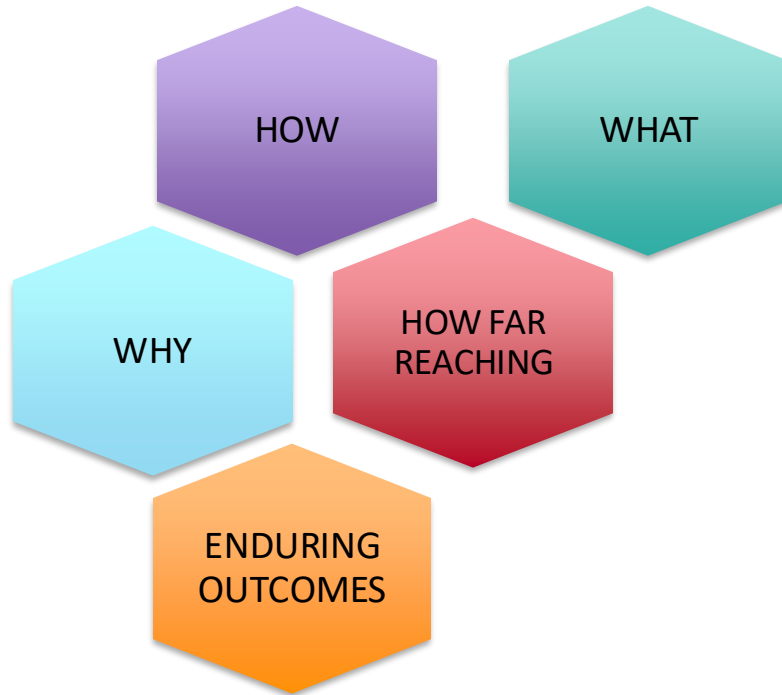 HOW
WHAT
WHY
HOW FAR
REACHING
ENDURING
OUTCOMES